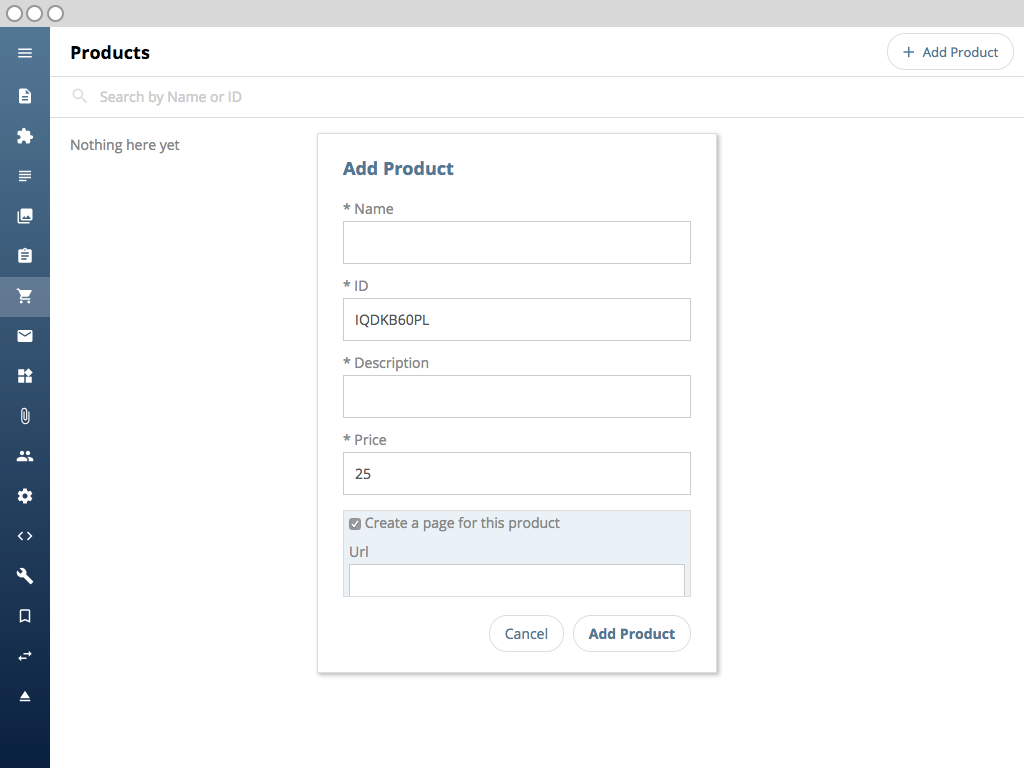 Products
+ Add Product
Search by Name or ID
Nothing here yet
Add Product
* Name
* ID
IQDKB60PL
* Description
* Price
25
Create a page for this product
Url
Cancel
Add Product